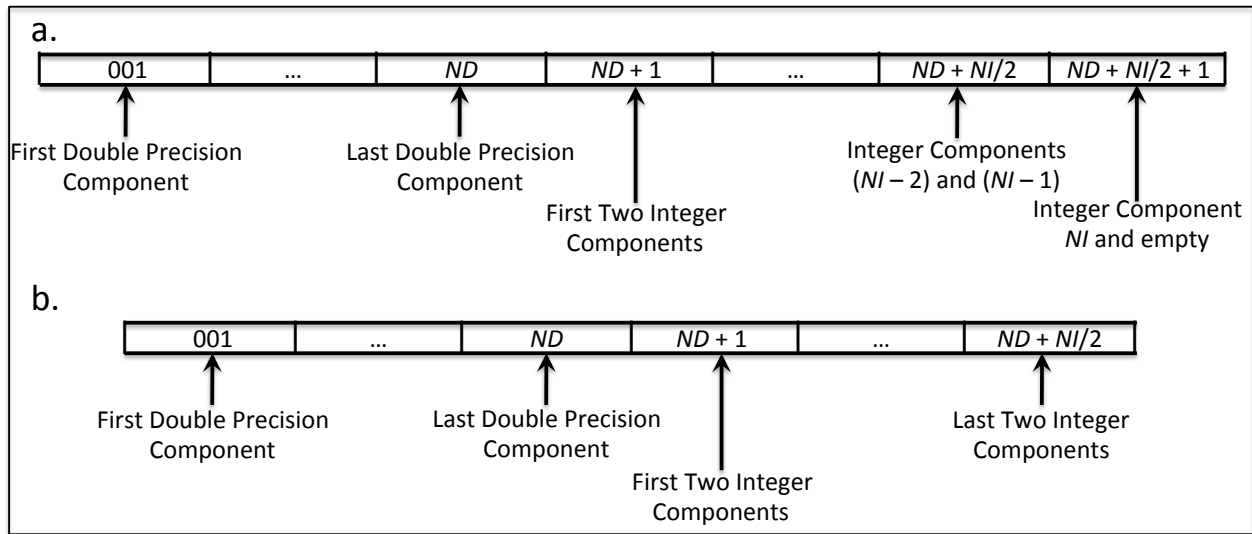 a.
001 ... ND ND + 1 ... ND + NI/2 ND + NI/2 + 1
First Double Precision
Component
Last Double Precision
Component
First Two Integer
Components
Integer Components
(NI – 2) and (NI – 1)
Integer Component
NI and empty
b.
001 ... ND ND + 1 ... ND + NI/2
First Double Precision
Component
Last Double Precision
Component
First Two Integer
Components
Last Two Integer
Components